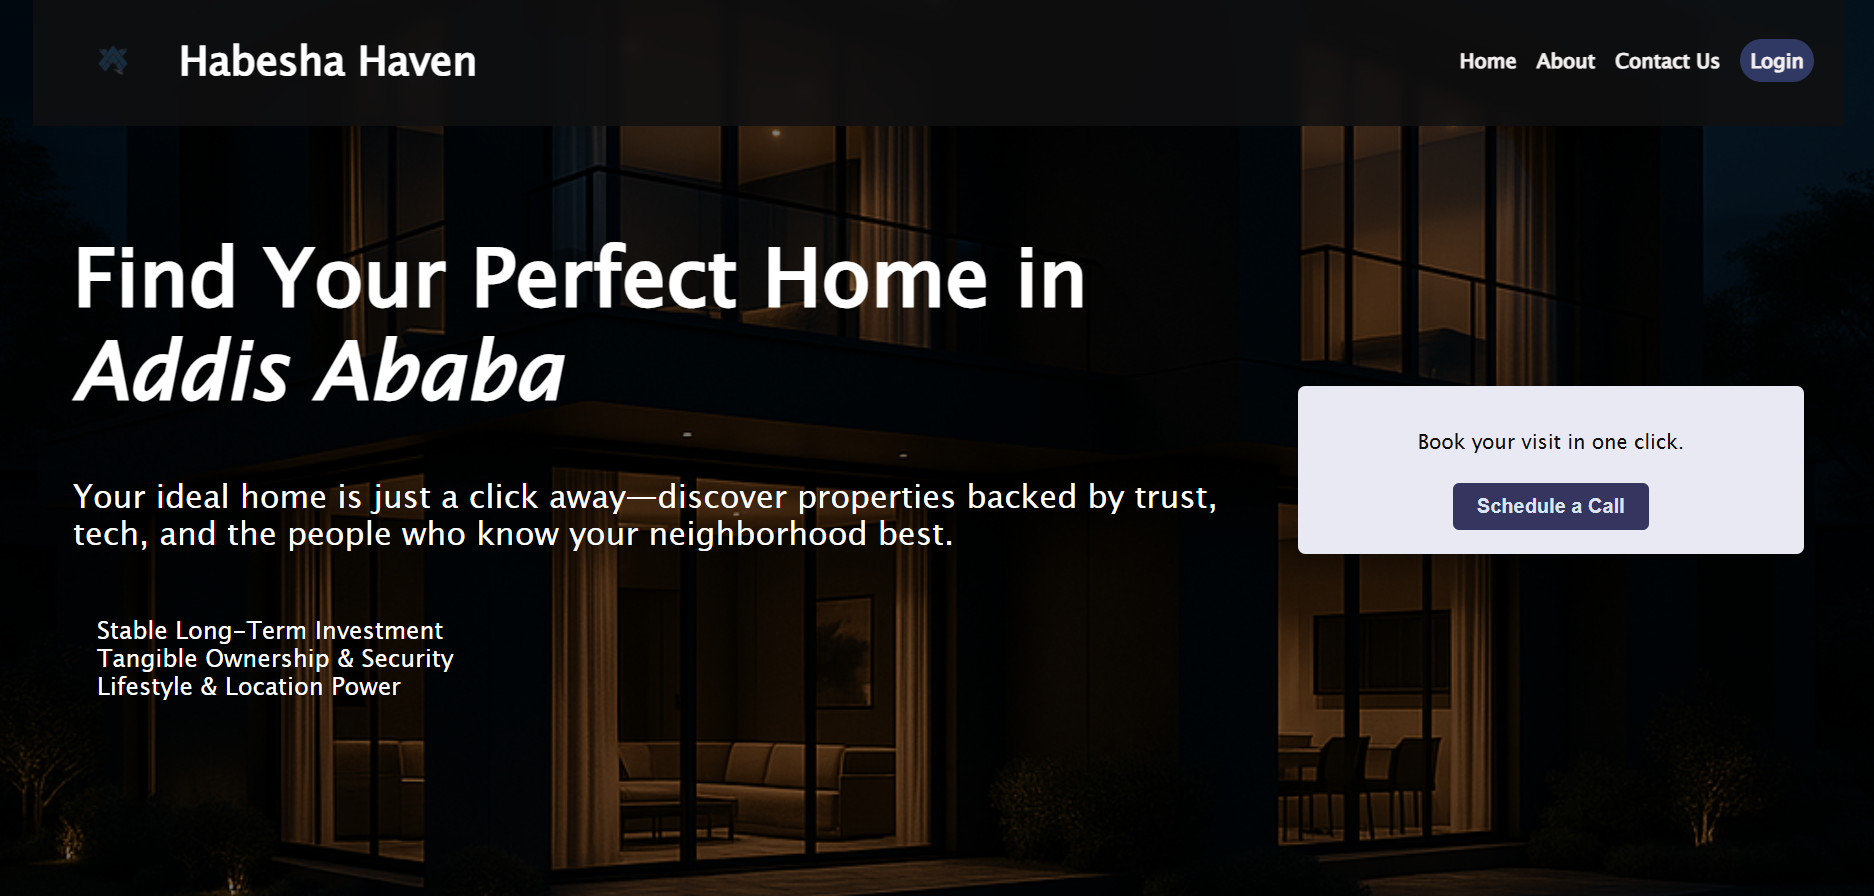 Habesha Haven
Home About Contact Us Login
Find Your Perfect Home in
Addis Ababa
Your ideal home is just a click away—discover properties backed by trust,
tech, and the people who know your neighborhood best.
Stable Long-Term Investment
Tangible Ownership & Security
Lifestyle & Location Power
Book your visit in one click.
Schedule a Call